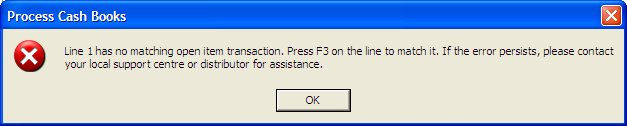 Process Cash Books
Line 1 has no matching open item transaction. Press F3 on the line to match it. If the error persists, please contact
your local support centre or distributor for assistance.
OK